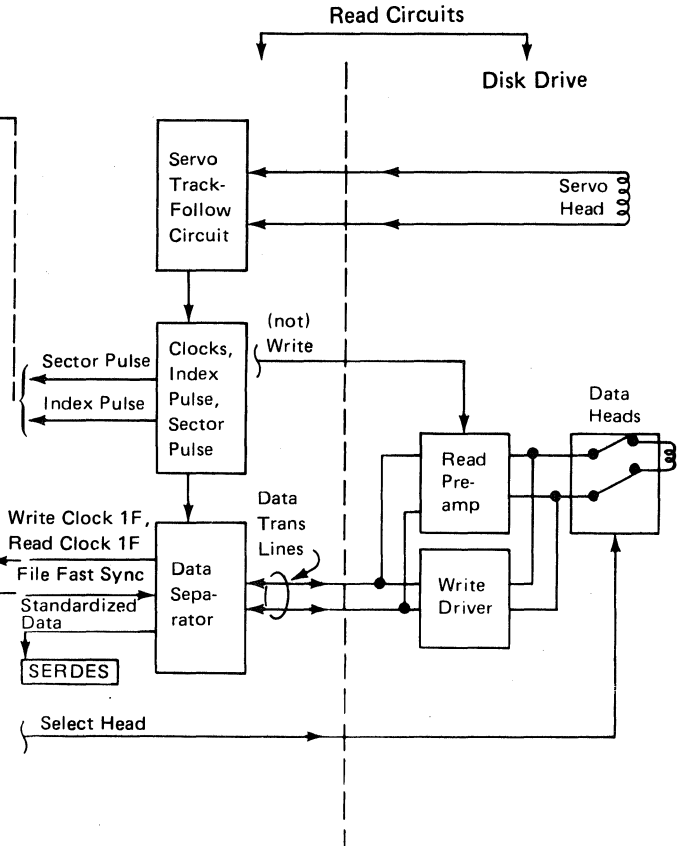 Read Circuits
Disk Drive
Servo
Track-
Follow
Circuit
Servo
Head
(not)
Write
Clocks,
Index
Pulse,
Sector
Pulse
Sector Pulse
Index Pulse
Data
Heads
Read
Pre-
amp
Data
Trans
Lines
Write Clock 1F,
Read Clock 1F
File Fast Sync
Standardized
Data
Data
Sepa-
rator
Write
Driver
SERDES
Select Head